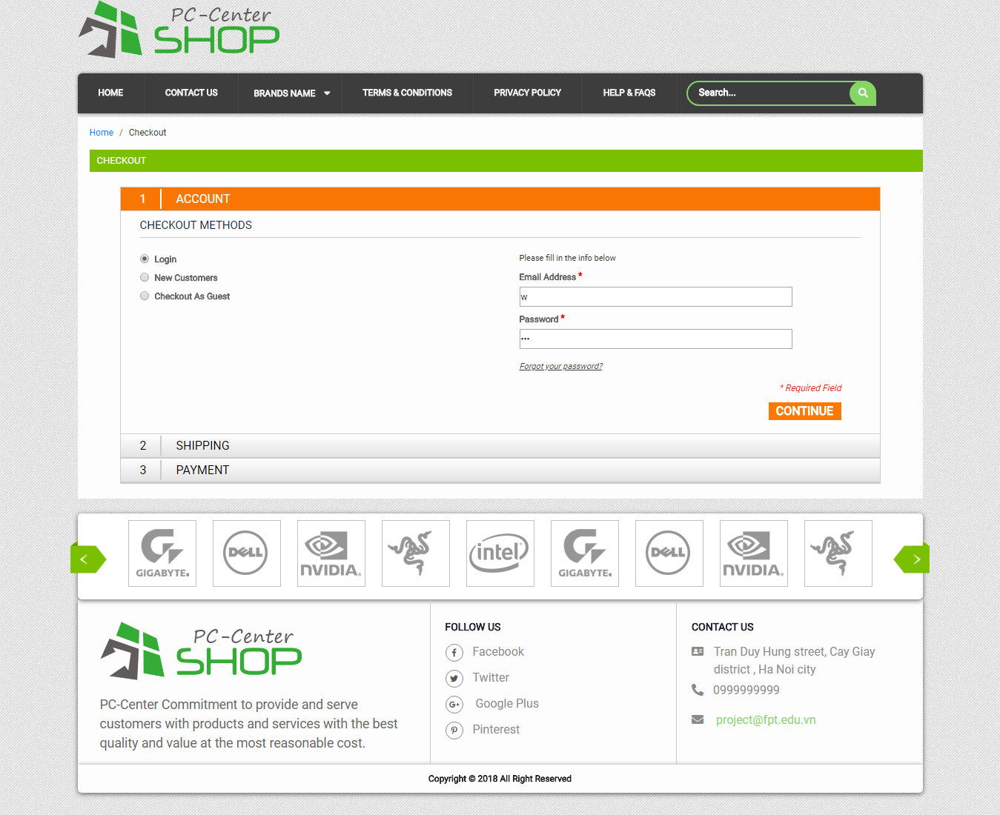 PC-Center
SHOP
HOME
CONTACT US
BRANDS NAME
TERMS & CONDITIONS
PRIVACY POLICY
HELP & FAQS
Search...
Home / Checkout
CHECKOUT
1 ACCOUNT
CHECKOUT METHODS
Login
New Customers
Checkout As Guest
Please fill in the info below
Email Address *
w
Password *
•••
Forgot your password?
* Required Field
CONTINUE
2 SHIPPING
3 PAYMENT
< GIGABYTE. DELL NVIDIA. intel GIGABYTE. DELL NVIDIA. >
PC-Center
SHOP
PC-Center Commitment to provide and serve
customers with products and services with the best
quality and value at the most reasonable cost.
FOLLOW US
Facebook
Twitter
Google Plus
Pinterest
CONTACT US
Tran Duy Hung street, Cay Giay
district , Ha Noi city
0999999999
project@fpt.edu.vn
Copyright © 2018 All Right Reserved